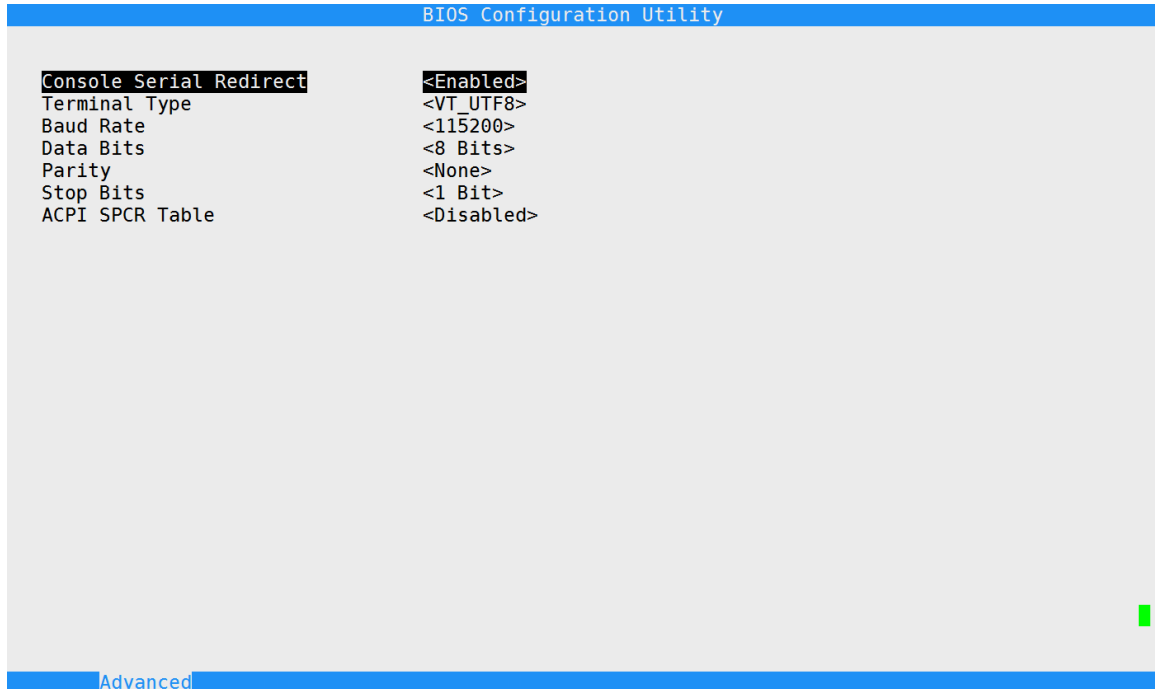 BIOS Configuration Utility
Console Serial Redirect <Enabled>
Terminal Type <VT_UTF8>
Baud Rate <115200>
Data Bits <8 Bits>
Parity <None>
Stop Bits <1 Bit>
ACPI SPCR Table <Disabled>
Advanced